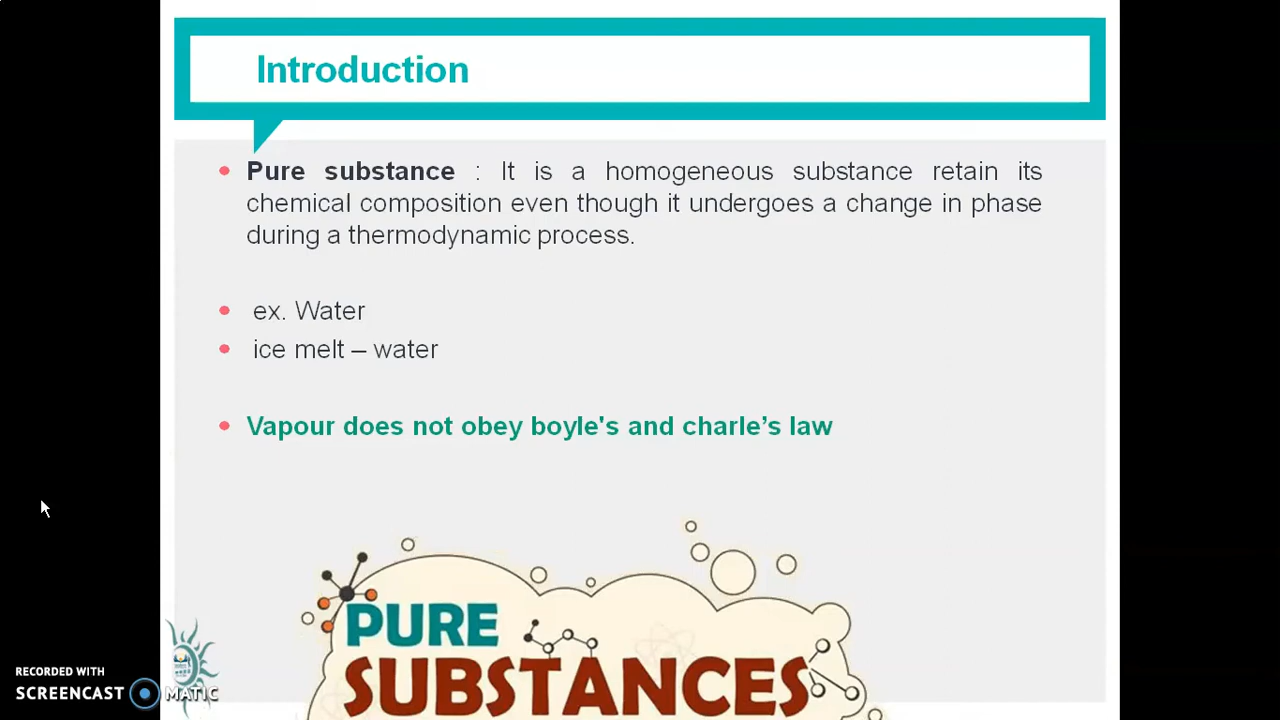 Introduction
Pure substance : It is a homogeneous substance retain its
chemical composition even though it undergoes a change in phase
during a thermodynamic process.
ex. Water
ice melt – water
Vapour does not obey boyle's and charle’s law
PURE
SUBSTANCES
RECORDED WITH
SCREENCAST MATIC